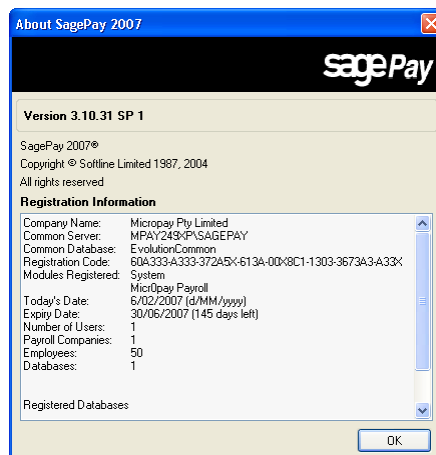 About SagePay 2007
sage Pay
Version 3.10.31 SP 1
SagePay 2007®
Copyright © Softline Limited 1987, 2004
All rights reserved
Registration Information
Company Name: Micropay Pty Limited
Common Server: MPAY249XP\SAGEPAY
Common Database: EvolutionCommon
Registration Code: 60A333-A333-372A5X-613A-00X8C1-1303-3673A3-A33X
Modules Registered: System
Micr0pay Payroll
Today's Date: 6/02/2007 (d/MM/yyyy)
Expiry Date: 30/06/2007 (145 days left)
Number of Users: 1
Payroll Companies: 1
Employees: 50
Databases: 1
Registered Databases
OK